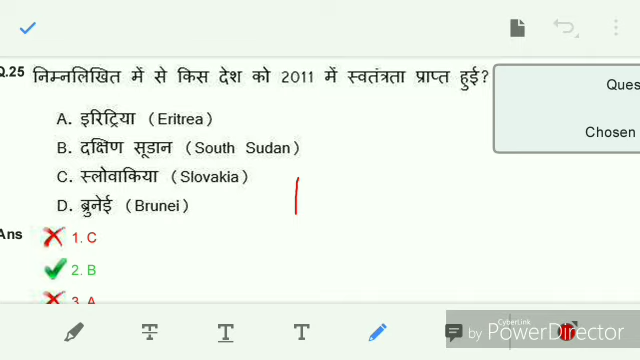 Q.25 निम्नलिखित में से किस देश को 2011 में स्वतंत्रता प्राप्त हुई?
A. इरिट्रिया (Eritrea)
B. दक्षिण सूडान (South Sudan)
C. स्लोवाकिया (Slovakia)
D. ब्रुनेई (Brunei)
Ques
Chosen
Ans
1. C
2. B
3. A
T T T
CyberLink
by PowerDirector